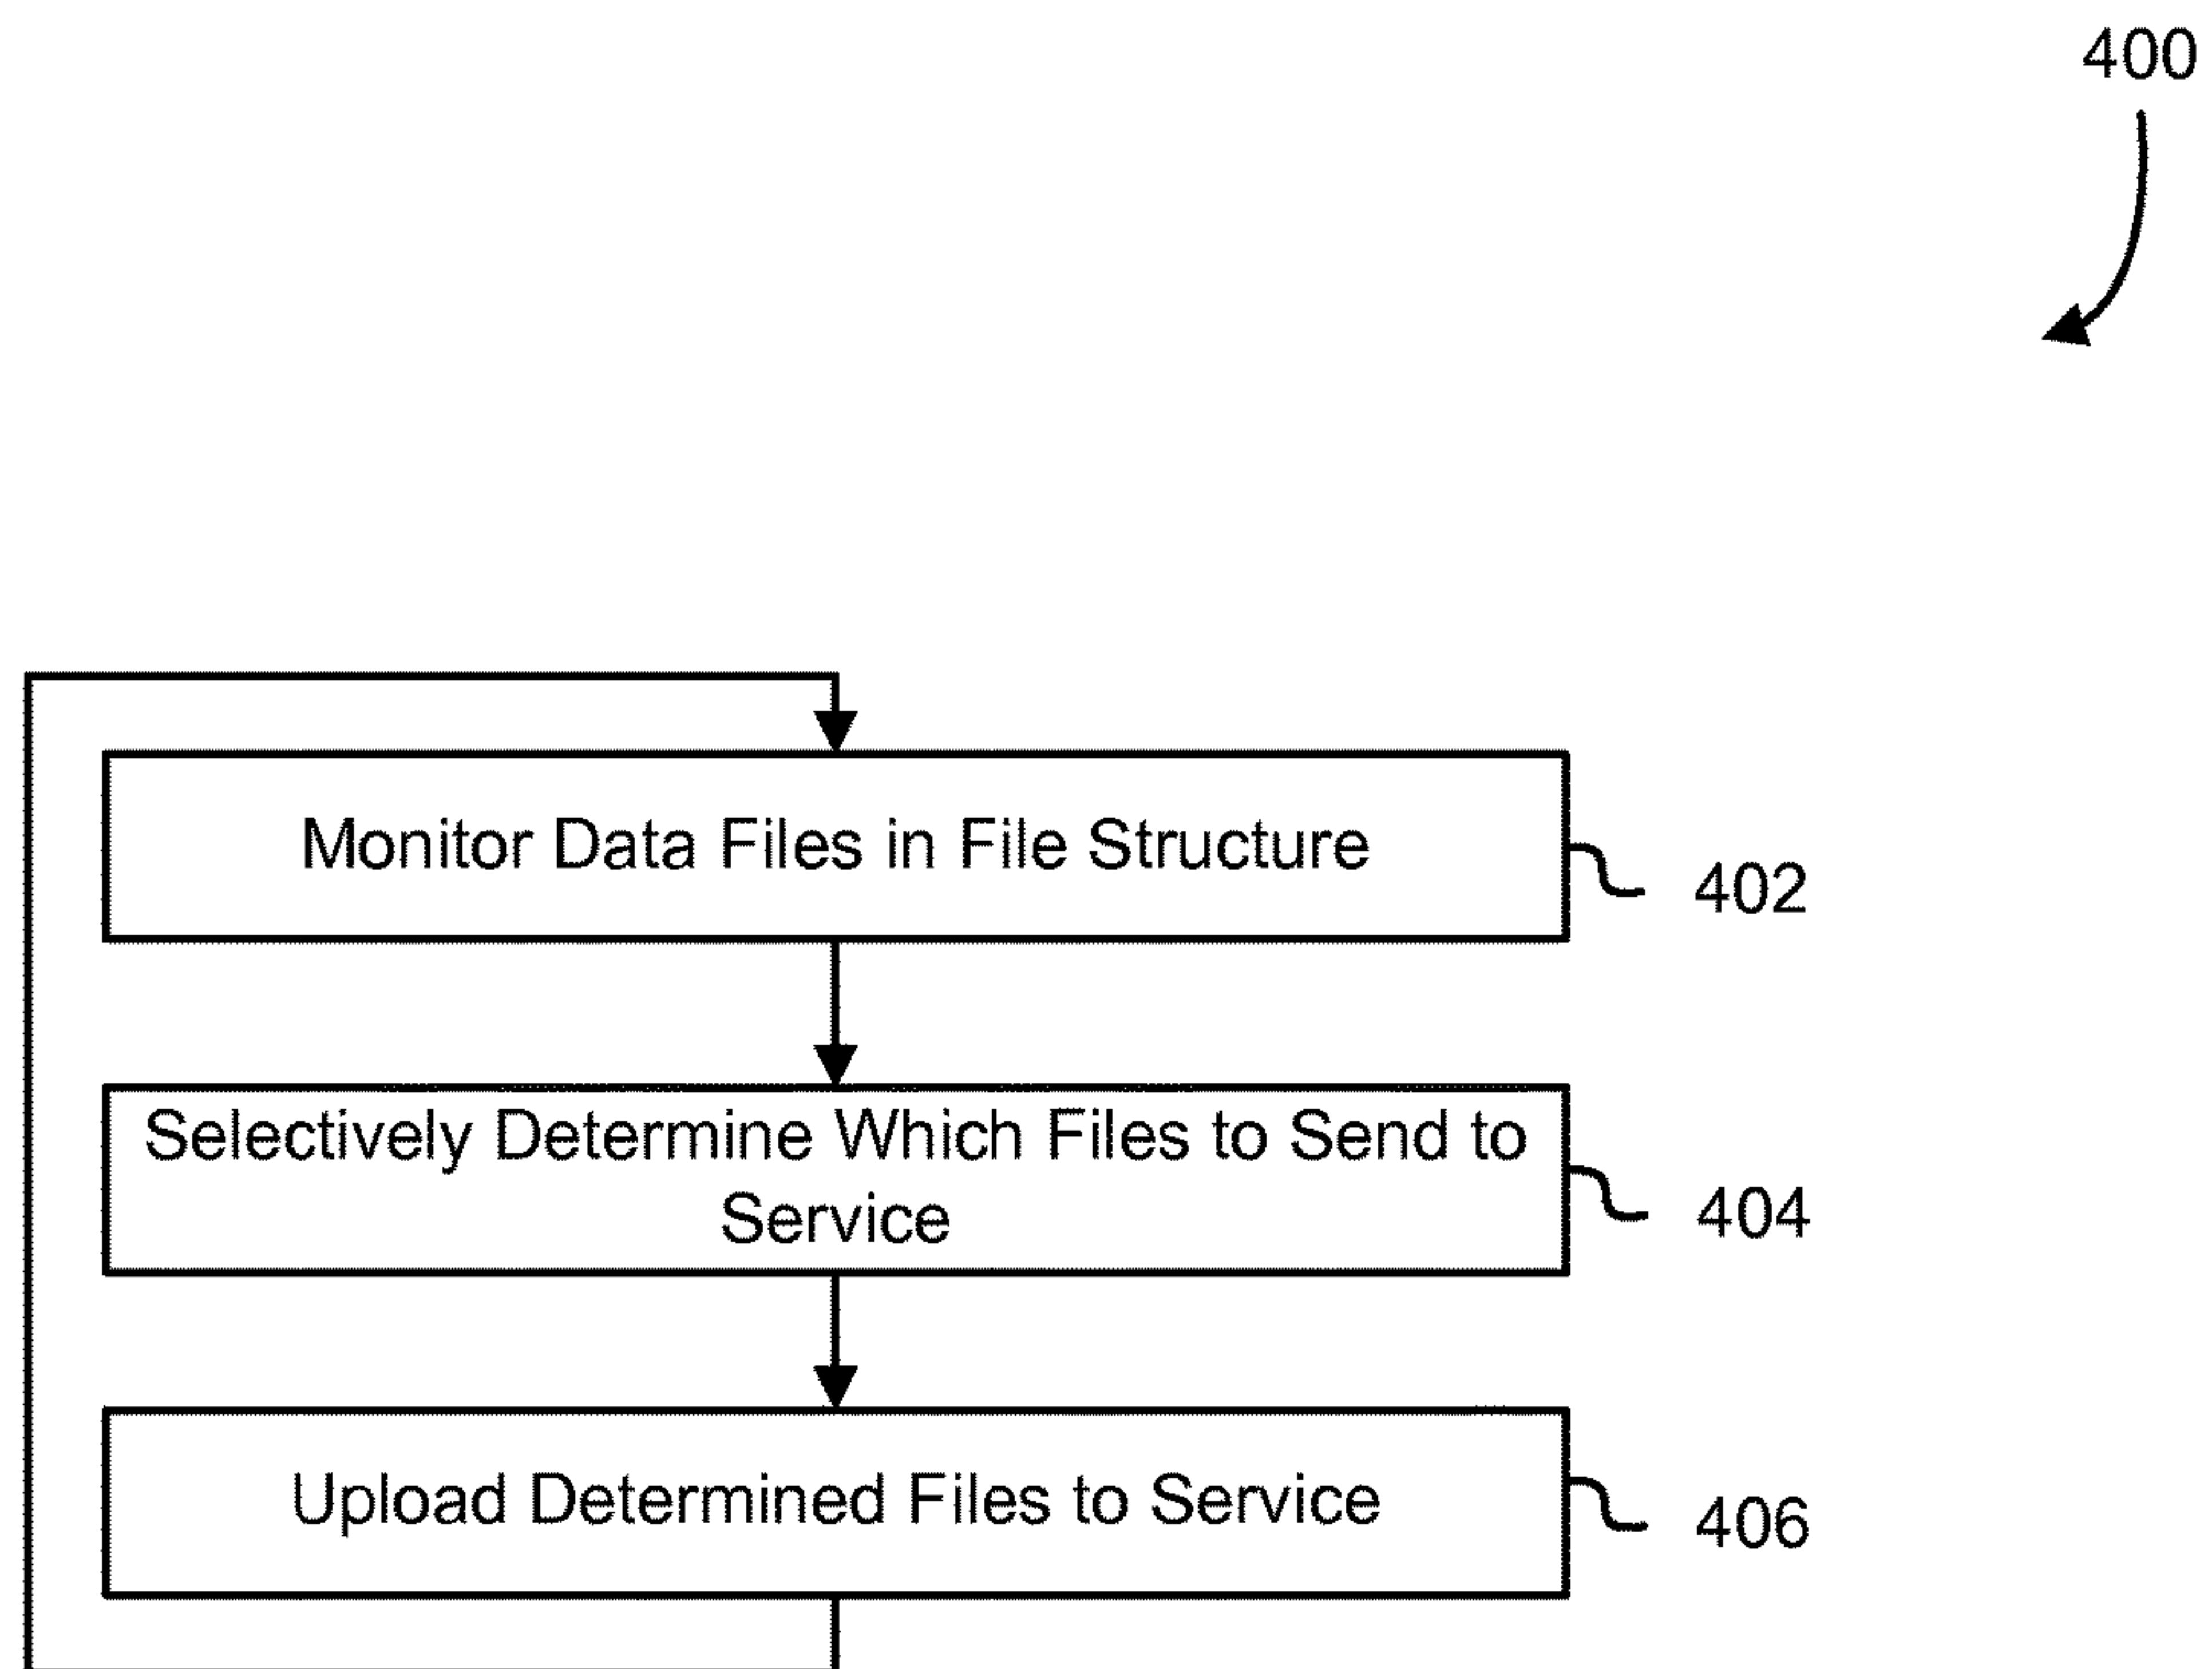 400
Monitor Data Files in File Structure
402
Selectively Determine Which Files to Send to
Service
404
Upload Determined Files to Service
406